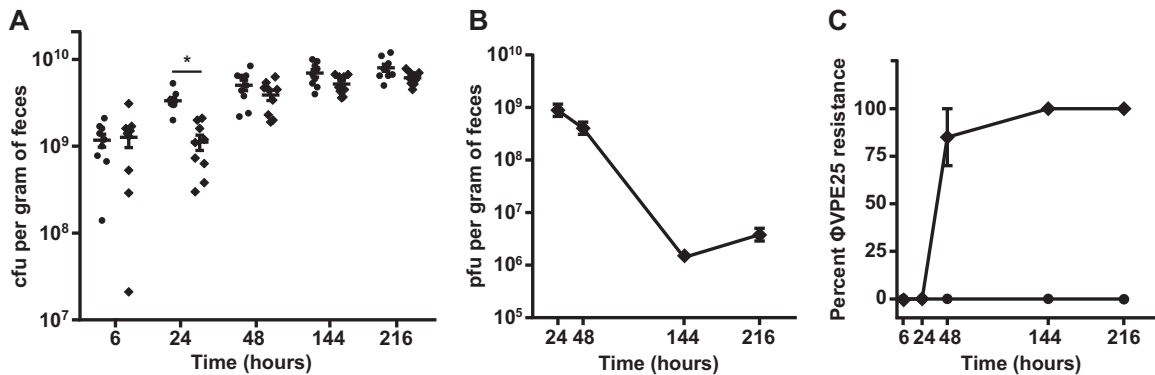 A
B
C
cfu per gram of feces
10¹⁰
10⁹
10⁸
10⁷
*
6 24 48 144 216
Time (hours)
pfu per gram of feces
10¹⁰
10⁹
10⁸
10⁷
10⁶
10⁵
24 48 144 216
Time (hours)
Percent ΦVPE25 resistance
100
75
50
25
0
6 24 48 144 216
Time (hours)